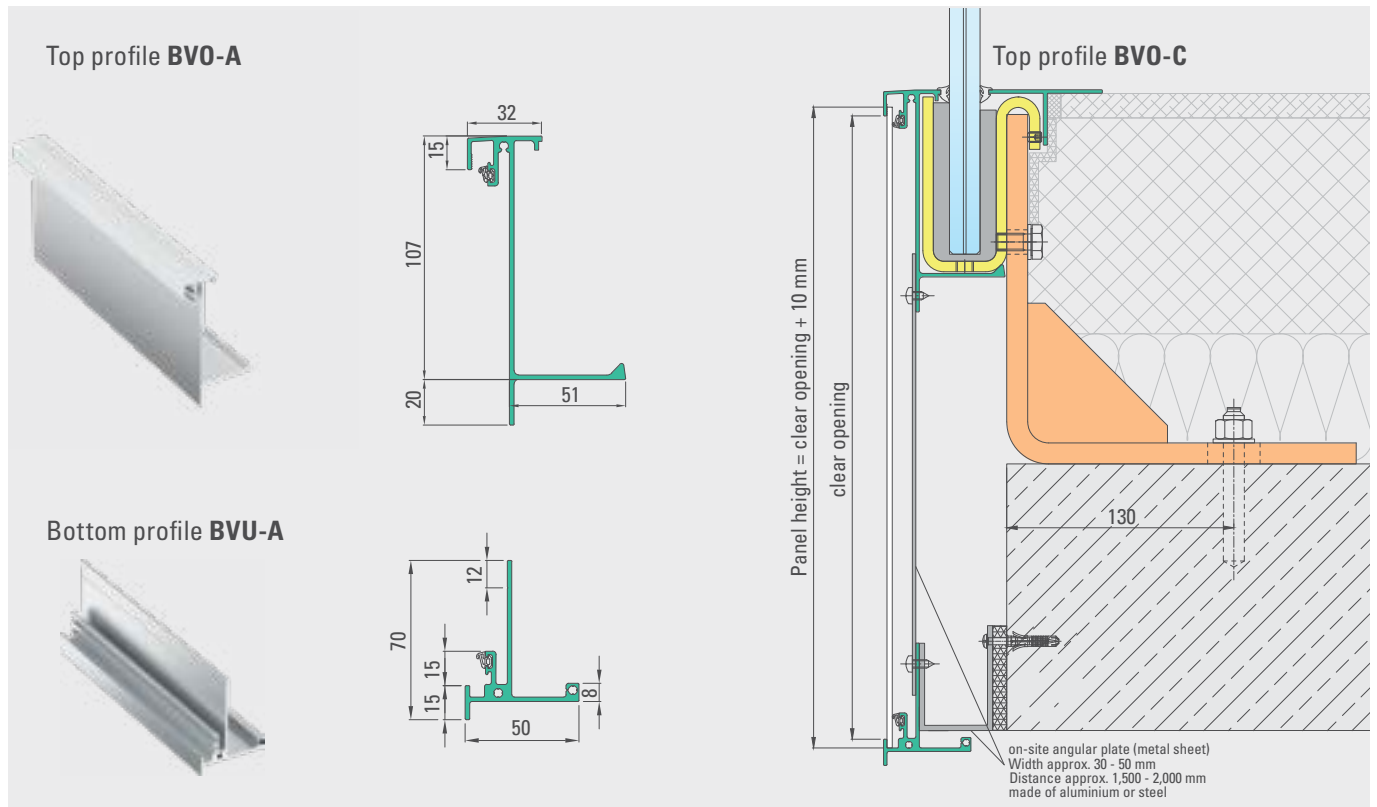 Top profile BVO-A
32
15
107
20
51
Bottom profile BVU-A
12
70
15
15
8
50
Top profile BVO-C
Panel height = clear opening + 10 mm
clear opening
130
on-site angular plate (metal sheet)
Width approx. 30 - 50 mm
Distance approx. 1,500 - 2,000 mm
made of aluminium or steel